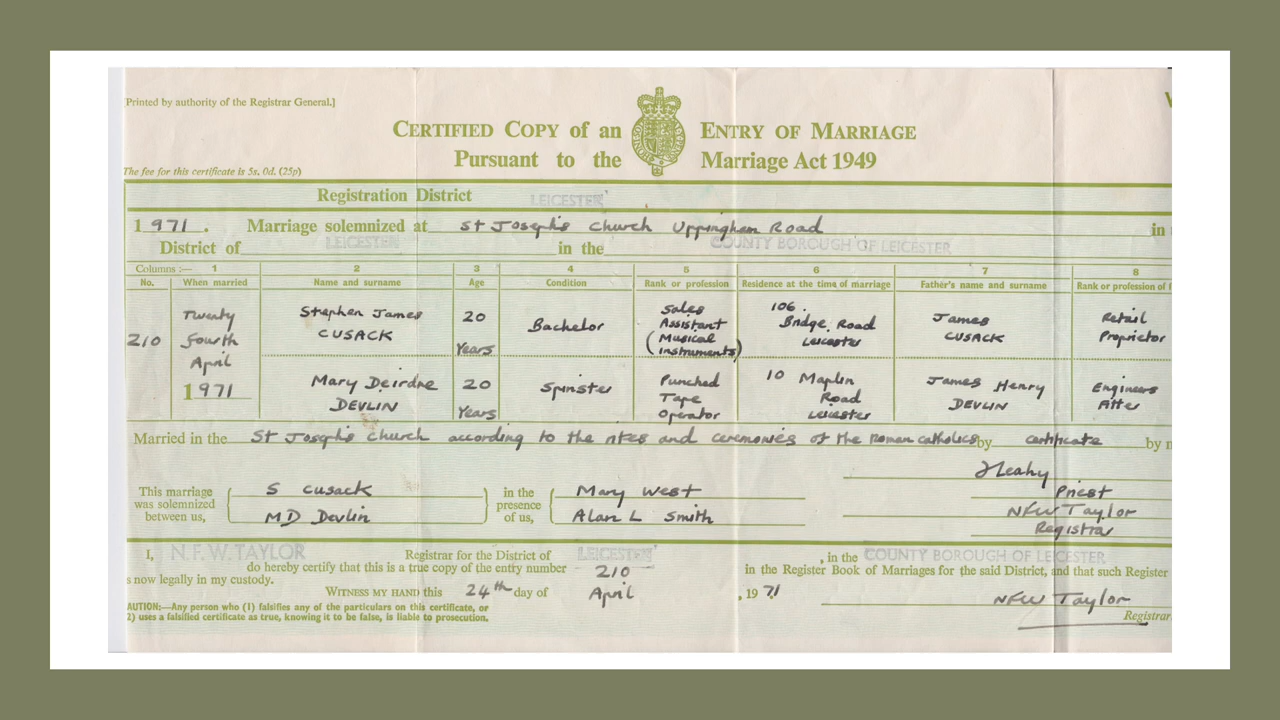 [Printed by authority of the Registrar General.]
CERTIFIED COPY of an ENTRY OF MARRIAGE
Pursuant to the Marriage Act 1949
The fee for this certificate is 5s. 0d. (25p)
Registration District LEICESTER
1971. Marriage solemnized at St Joseph's Church Uppingham Road in
District of LEICESTER in the COUNTY BOROUGH OF LEICESTER
Columns :— 1 2 3 4 5 6 7 8
No. When married Name and surname Age Condition Rank or profession Residence at the time of marriage Father's name and surname Rank or profession of f
210 Twenty Fourth April 1971
Stephen James CUSACK 20 Years Bachelor Sales Assistant (Musical Instruments) 106. Bridge Road Leicester James CUSACK Retail Proprietor
Mary Deirdre DEVLIN 20 Years Spinster Punched Tape Operator 10 Maplin Road Leicester James Henry DEVLIN Engineers Fitter
Married in the St Joseph's Church according to the rites and ceremonies of the Roman Catholics by certificate by
This marriage was solemnized between us,
S Cusack
MD Devlin
in the presence of us,
Mary West
Alan L Smith
Priest
NFW Taylor
Registrar
I, N.F.W.TAYLOR Registrar for the District of LEICESTER, in the COUNTY BOROUGH OF LEICESTER
do hereby certify that this is a true copy of the entry number 210 in the Register Book of Marriages for the said District, and that such Register
s now legally in my custody.
WITNESS MY HAND this 24th day of April, 1971
NFW Taylor
Registrar
AUTION:—Any person who (1) falsifies any of the particulars on this certificate, or
2) uses a falsified certificate as true, knowing it to be false, is liable to prosecution.